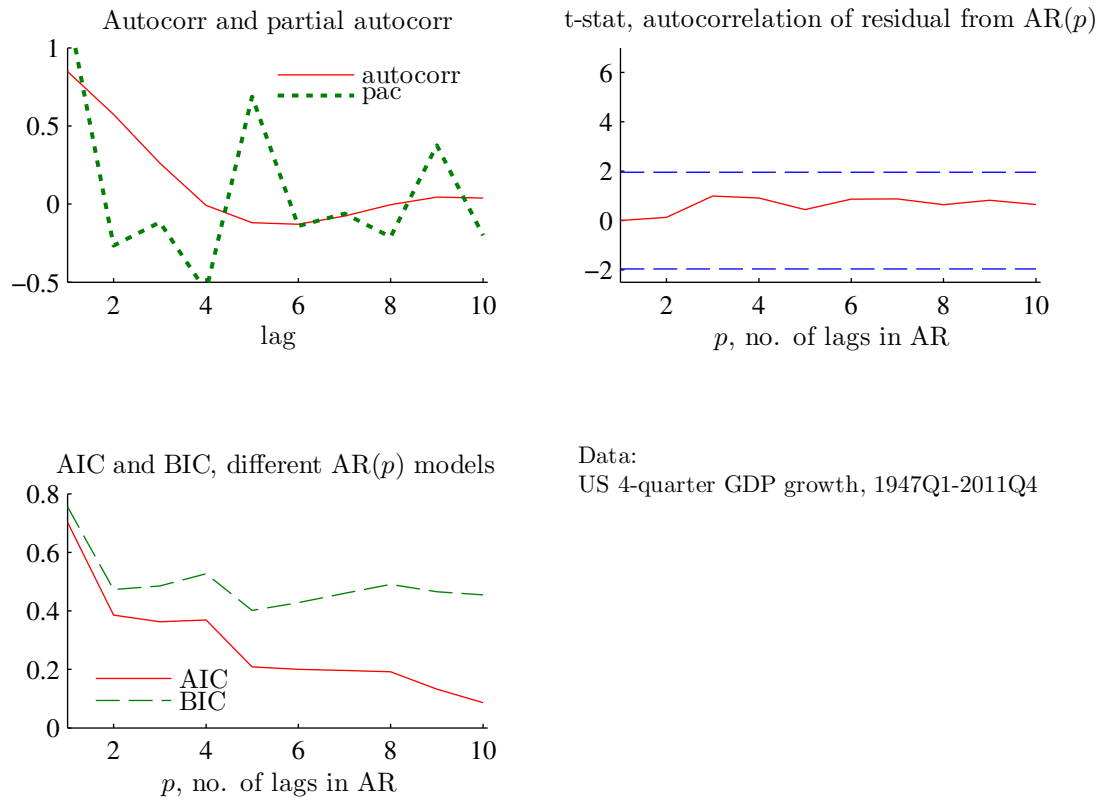 Autocorr and partial autocorr
1
0.5
0
−0.5
2 4 6 8 10
lag
autocorr
pac
t-stat, autocorrelation of residual from AR(p)
6
4
2
0
−2
2 4 6 8 10
p, no. of lags in AR
AIC and BIC, different AR(p) models
0.8
0.6
0.4
0.2
0
2 4 6 8 10
p, no. of lags in AR
AIC
BIC
Data:
US 4-quarter GDP growth, 1947Q1-2011Q4